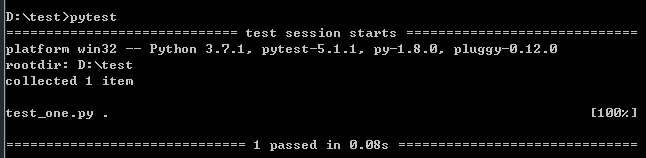 D:\test>pytest
============================= test session starts =============================
platform win32 -- Python 3.7.1, pytest-5.1.1, py-1.8.0, pluggy-0.12.0
rootdir: D:\test
collected 1 item
test_one.py . [100%]
============================== 1 passed in 0.08s ==============================